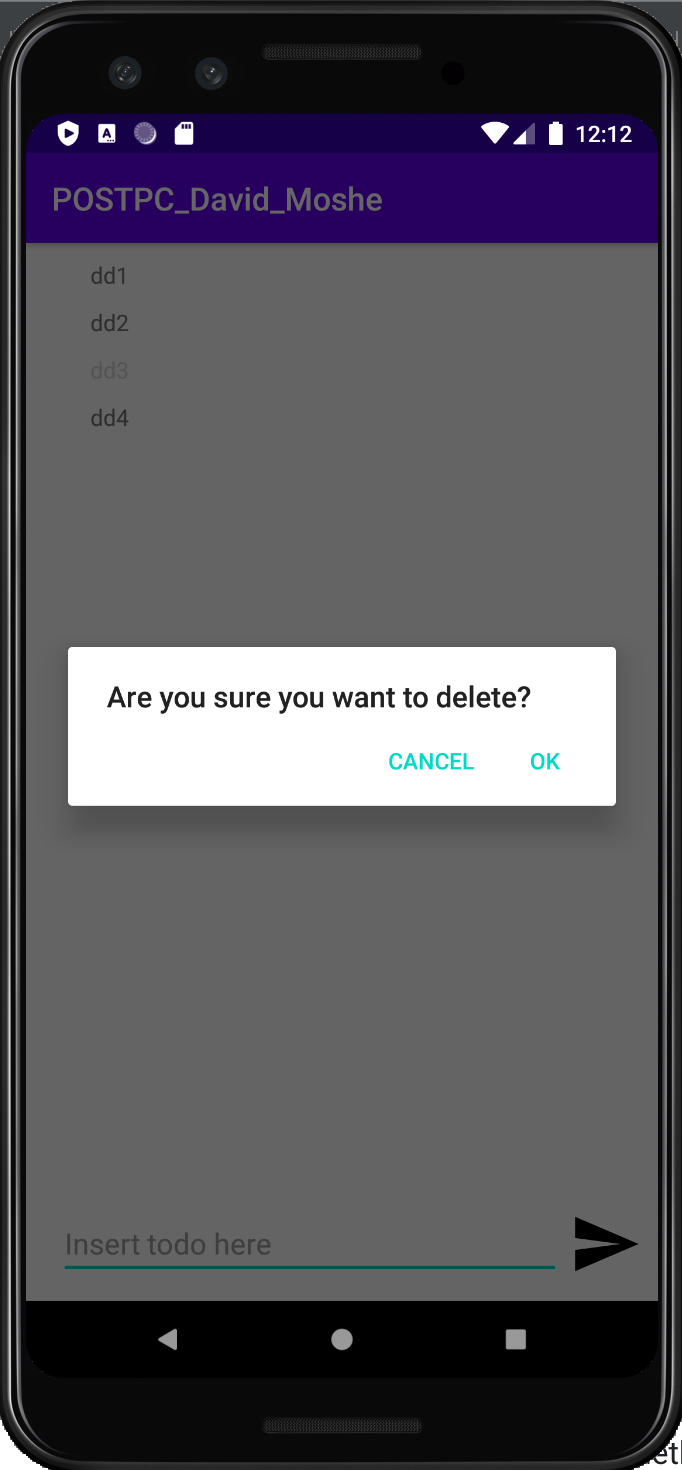 12:12
POSTPC_David_Moshe
dd1
dd2
dd3
dd4
Are you sure you want to delete?
CANCEL OK
Insert todo here